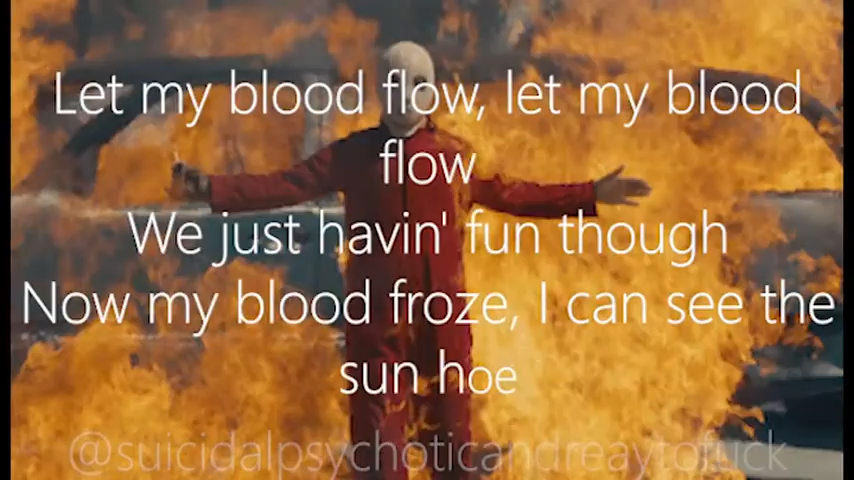 Let my blood flow, let my blood
flow
We just havin' fun though
Now my blood froze, I can see the
sun hoe
@suicidalpsychoticandreaytofuck